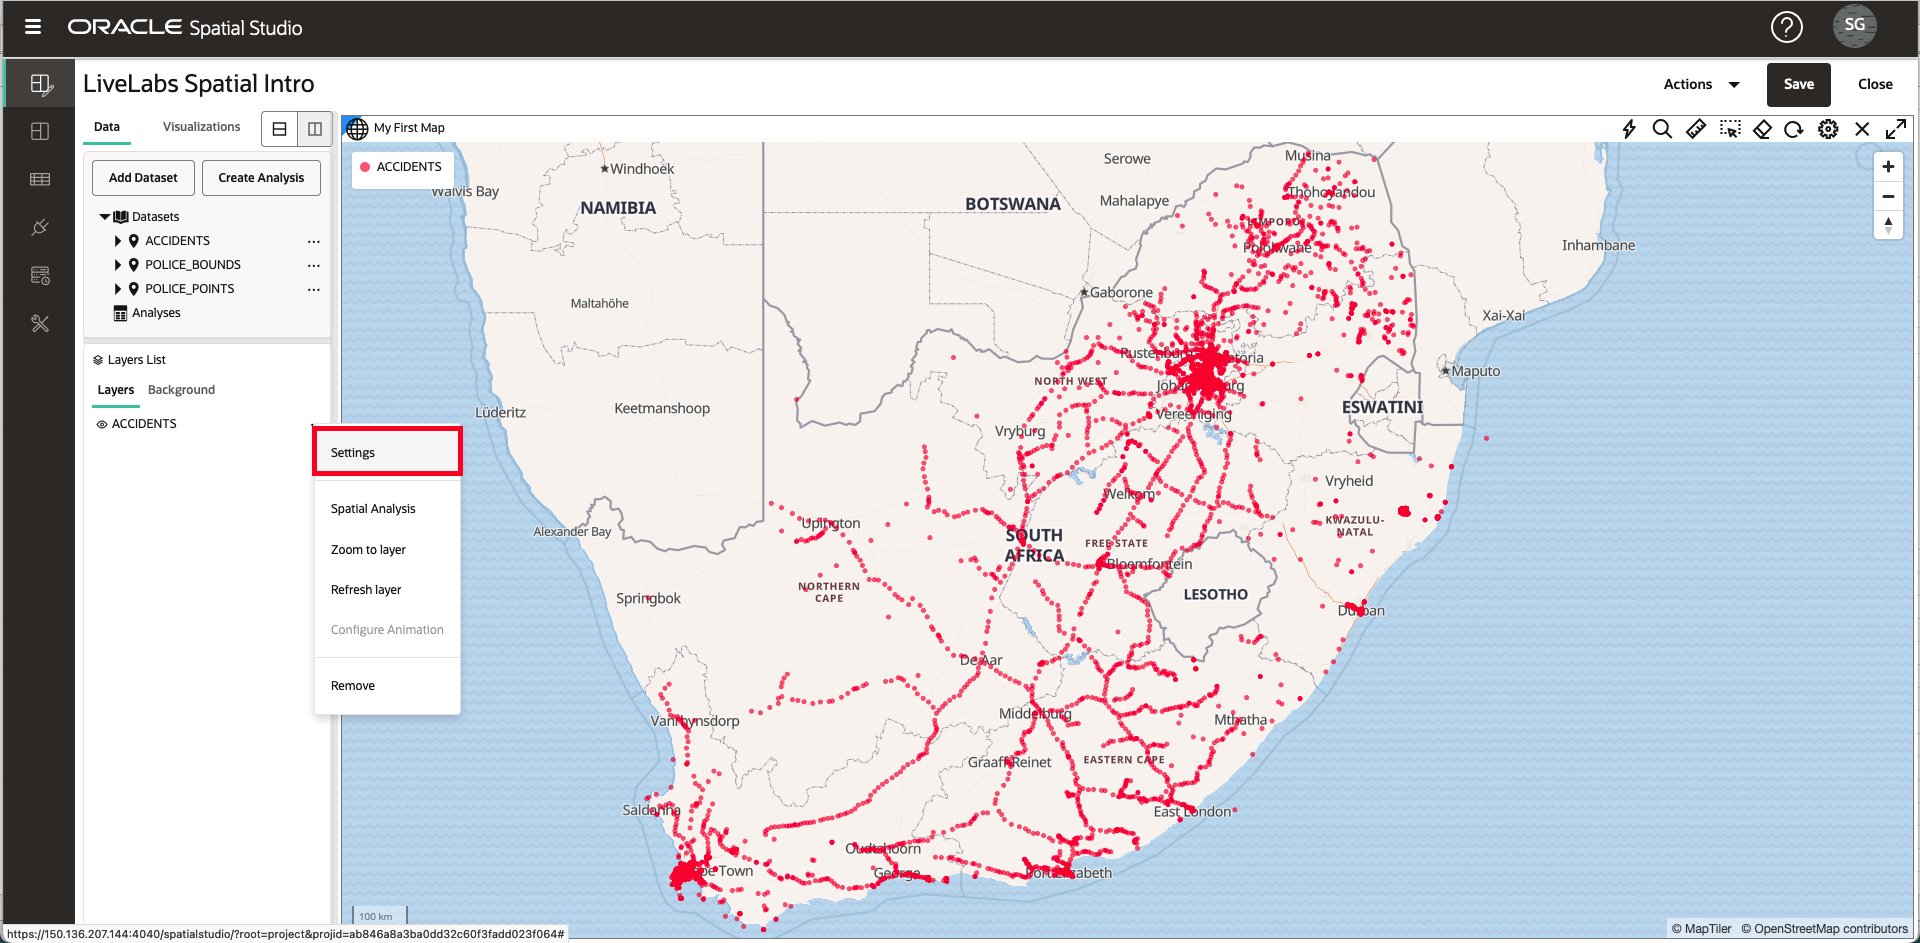 ORACLE Spatial Studio
SG
LiveLabs Spatial Intro
Actions
Save
Close
Data
Visualizations
My First Map
Add Dataset
Create Analysis
Datasets
ACCIDENTS
POLICE_BOUNDS
POLICE_POINTS
Analyses
Layers List
Layers
Background
ACCIDENTS
Settings
Spatial Analysis
Zoom to layer
Refresh layer
Configure Animation
Remove
ACCIDENTS
Windhoek
Walvis Bay
NAMIBIA
BOTSWANA
Serowe
Mahalapye
Musina
Thohoyandou
LIMPOPO
Polokwane
Inhambane
Maltahöhe
Gaborone
Xai-Xai
Rustenburg
Pretoria
Maputo
NORTH WEST
Johannesburg
Lüderitz
Keetmanshoop
Vereeniging
ESWATINI
Vryburg
Welkom
Vryheid
Alexander Bay
Upington
SOUTH
AFRICA
FREE STATE
KWAZULU-
NATAL
Bloemfontein
NORTHERN
CAPE
Springbok
LESOTHO
Durban
De Aar
Vanrhynsdorp
Middelburg
Mthatha
Graaff-Reinet
EASTERN CAPE
Saldanha
East London
Oudtshoorn
Cape Town
George
Port Elizabeth
100 km
© MapTiler © OpenStreetMap contributors
https://150.136.207.144:4040/spatialstudio/?root=project&projid=ab846a8a3ba0dd32c60f3fadd023f064#